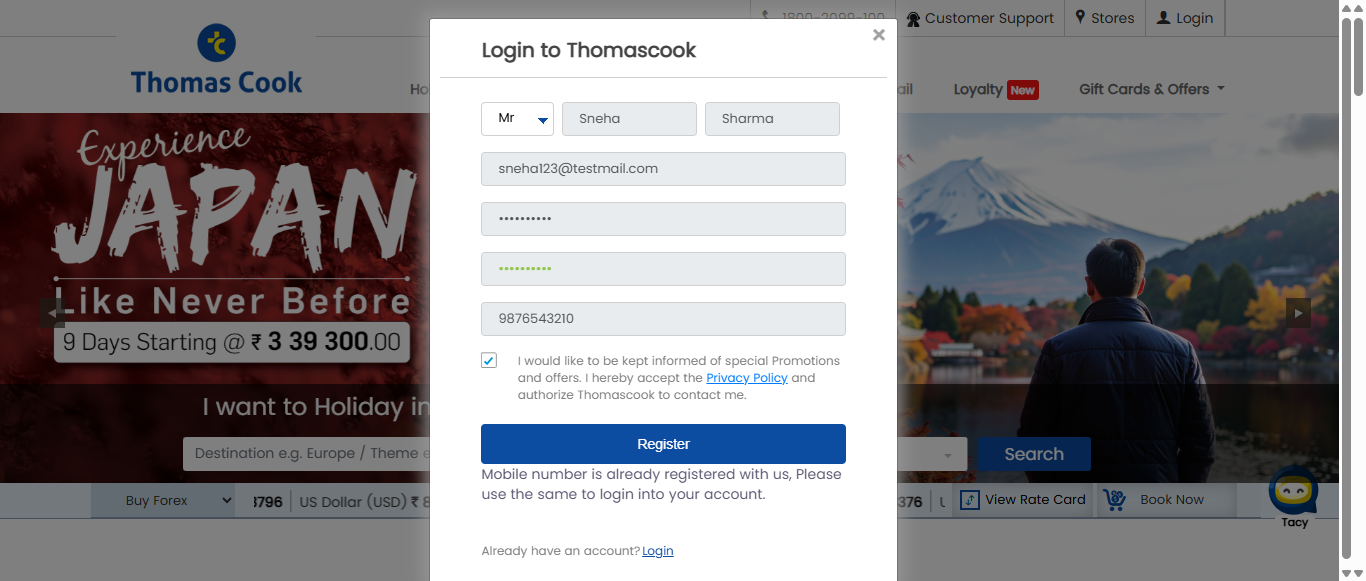 1800-2099-100 Customer Support Stores Login
Thomas Cook
Loyalty New Gift Cards & Offers
Login to Thomascook
Mr Sneha Sharma
sneha123@testmail.com
••••••••••
••••••••••
9876543210
I would like to be kept informed of special Promotions
and offers. I hereby accept the Privacy Policy and
authorize Thomascook to contact me.
Register
Mobile number is already registered with us, Please
use the same to login into your account.
Already have an account? Login
Experience
JAPAN
Like Never Before
9 Days Starting @ ₹ 3 39 300.00
I want to Holiday in
Destination e.g. Europe / Theme e
Search
Buy Forex 3796 US Dollar (USD) ₹ 8 376 View Rate Card Book Now
Tacy